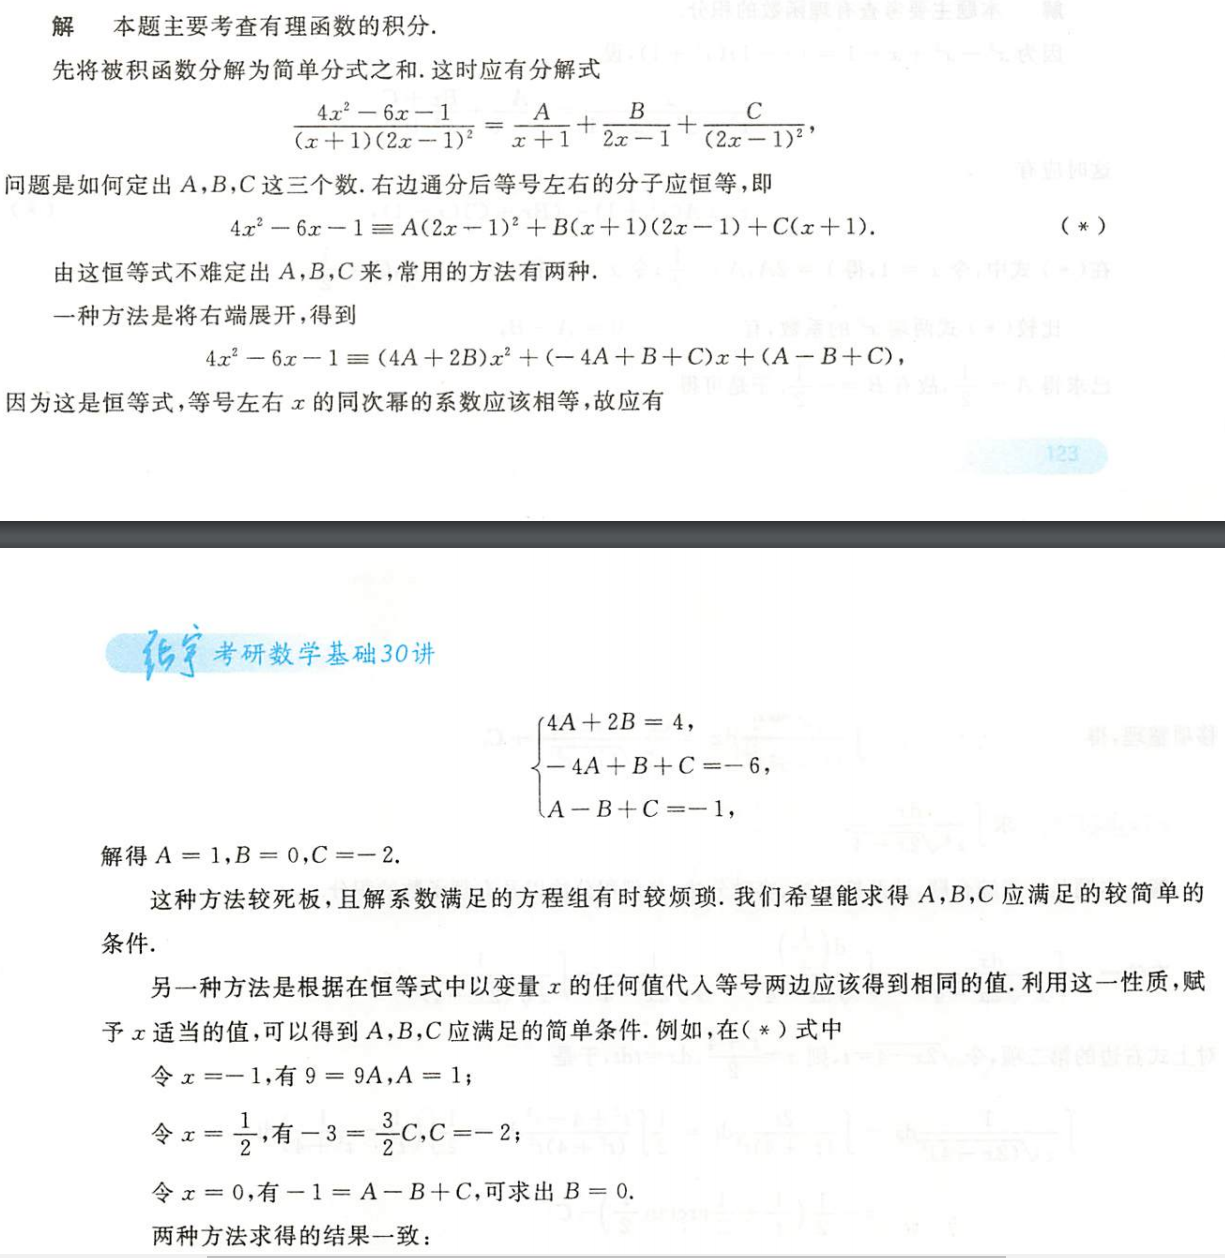 解 本题主要考查有理函数的积分.
先将被积函数分解为简单分式之和.这时应有分解式
\frac{4x^2-6x-1}{(x+1)(2x-1)^2}=\frac{A}{x+1}+\frac{B}{2x-1}+\frac{C}{(2x-1)^2},
问题是如何定出 A,B,C 这三个数.右边通分后等号左右的分子应恒等,即
4x²-6x-1≡A(2x-1)²+B(x+1)(2x-1)+C(x+1). (*)
由这恒等式不难定出 A,B,C 来,常用的方法有两种.
一种方法是将右端展开,得到
4x²-6x-1≡(4A+2B)x²+(-4A+B+C)x+(A-B+C),
因为这是恒等式,等号左右 x 的同次幂的系数应该相等,故应有
123
张宇 考研数学基础30讲
4A+2B=4,
-4A+B+C=-6,
A-B+C=-1,
解得 A=1,B=0,C=-2.
这种方法较死板,且解系数满足的方程组有时较烦琐.我们希望能求得 A,B,C 应满足的较简单的
条件.
另一种方法是根据在恒等式中以变量 x 的任何值代入等号两边应该得到相同的值.利用这一性质,赋
予 x 适当的值,可以得到 A,B,C 应满足的简单条件.例如,在(*)式中
令 x=-1,有 9=9A,A=1;
令 x=\frac{1}{2},有 -3=\frac{3}{2}C,C=-2;
令 x=0,有 -1=A-B+C,可求出 B=0.
两种方法求得的结果一致: